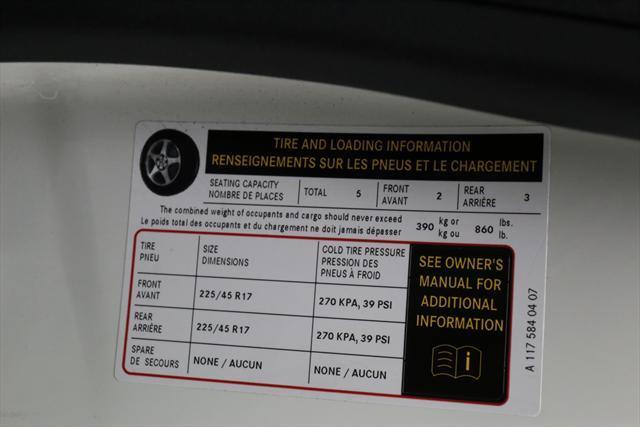 TIRE AND LOADING INFORMATION
RENSEIGNEMENTS SUR LES PNEUS ET LE CHARGEMENT
SEATING CAPACITY
NOMBRE DE PLACES
TOTAL 5
FRONT
AVANT
2
REAR
ARRIÈRE
3
The combined weight of occupants and cargo should never exceed
Le poids total des occupants et du chargement ne doit jamais dépasser
390
kg or
kg ou
860
lbs.
lb.
TIRE
PNEU
SIZE
DIMENSIONS
COLD TIRE PRESSURE
PRESSION DES
PNEUS À FROID
FRONT
AVANT
225/45 R17
270 KPA, 39 PSI
REAR
ARRIÈRE
225/45 R17
270 KPA, 39 PSI
SPARE
DE SECOURS
NONE / AUCUN
NONE / AUCUN
SEE OWNER'S
MANUAL FOR
ADDITIONAL
INFORMATION
i
A 117 584 04 07